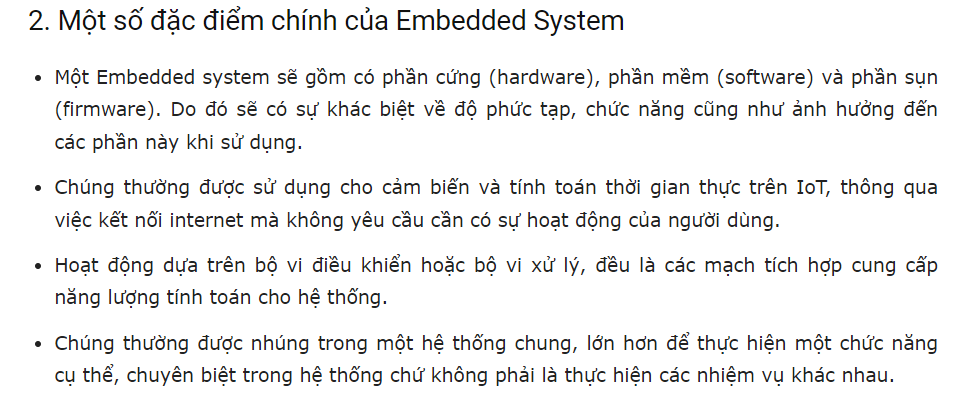 2. Một số đặc điểm chính của Embedded System
• Một Embedded system sẽ gồm có phần cứng (hardware), phần mềm (software) và phần sụn
(firmware). Do đó sẽ có sự khác biệt về độ phức tạp, chức năng cũng như ảnh hưởng đến
các phần này khi sử dụng.
• Chúng thường được sử dụng cho cảm biến và tính toán thời gian thực trên IoT, thông qua
việc kết nối internet mà không yêu cầu cần có sự hoạt động của người dùng.
• Hoạt động dựa trên bộ vi điều khiển hoặc bộ vi xử lý, đều là các mạch tích hợp cung cấp
năng lượng tính toán cho hệ thống.
• Chúng thường được nhúng trong một hệ thống chung, lớn hơn để thực hiện một chức năng
cụ thể, chuyên biệt trong hệ thống chứ không phải là thực hiện các nhiệm vụ khác nhau.